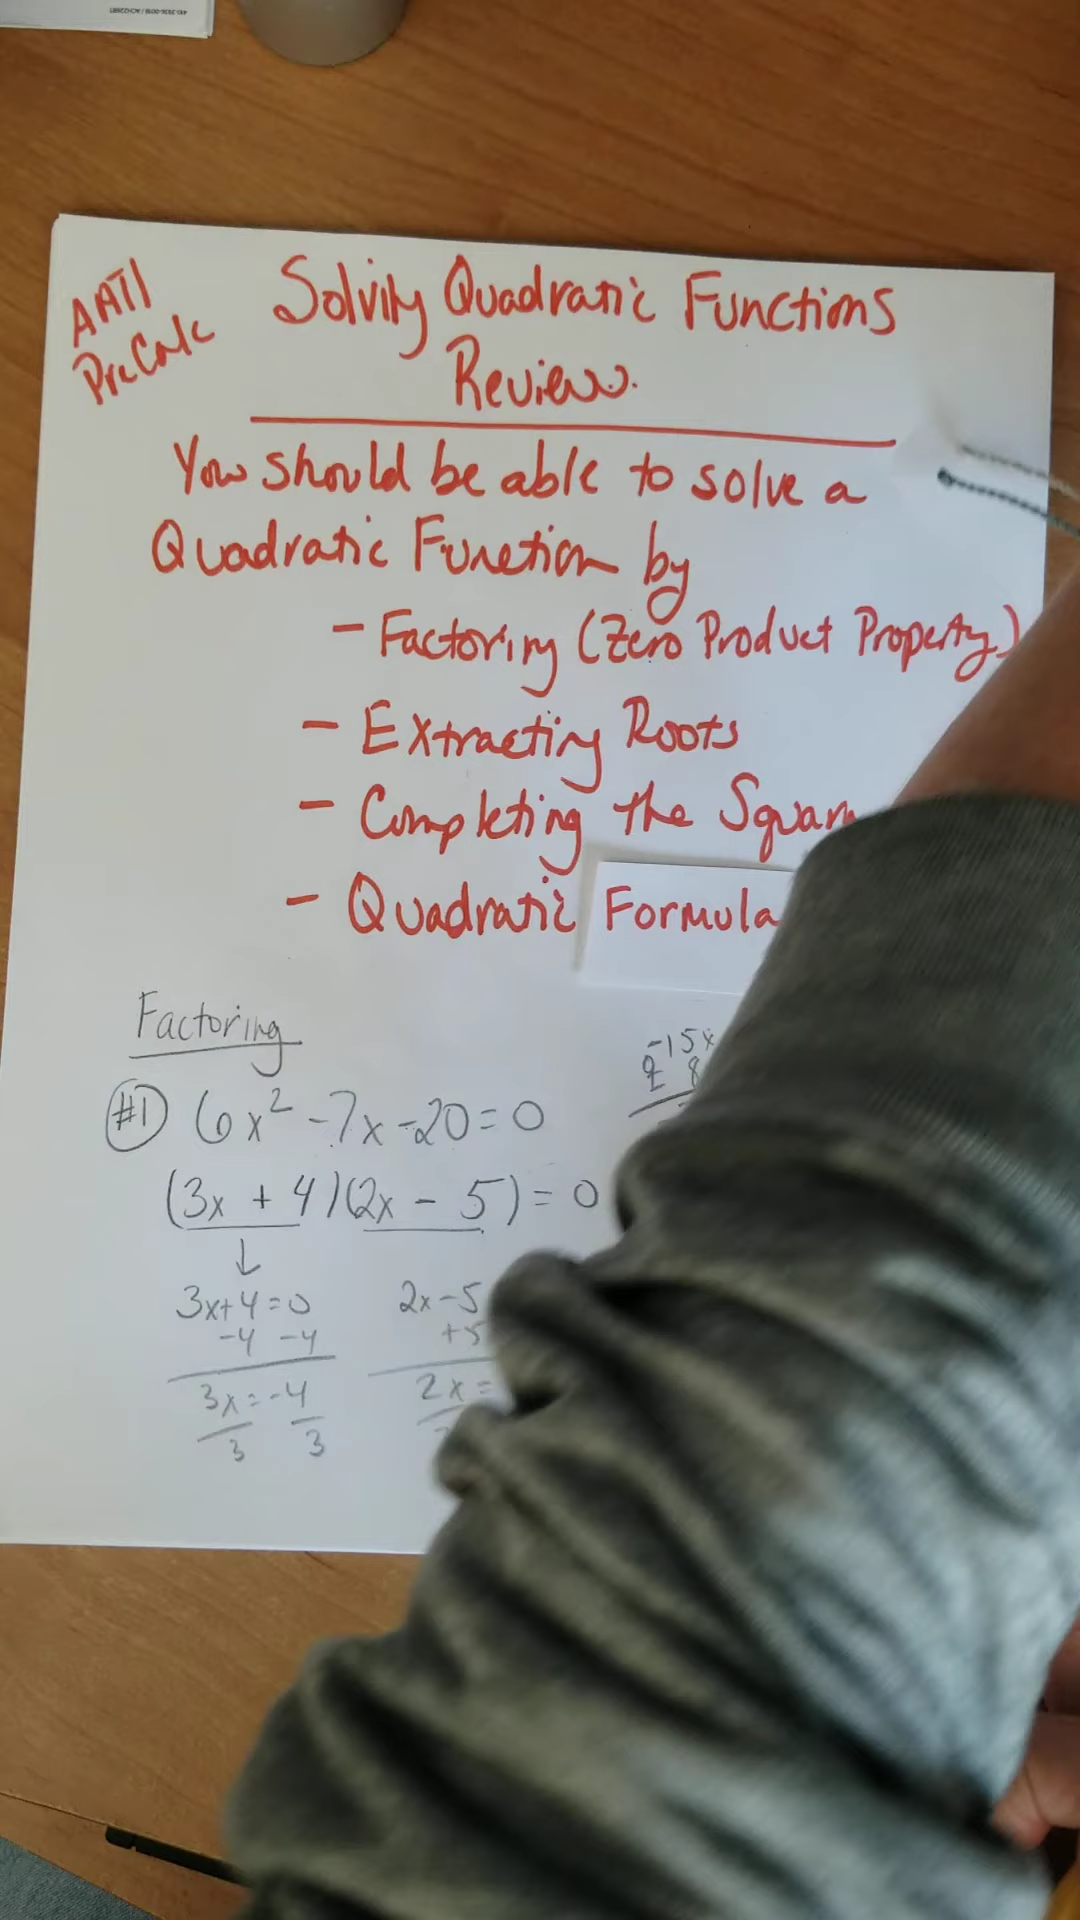 AATI
PreCalc
Solving Quadratic Functions
Review.
You should be able to solve a
Quadratic Function by
- Factoring (Zero Product Property)
- Extracting Roots
- Completing the Square
- Quadratic Formula
Factoring
-15x
#1 6x² -7x -20 = 0
(3x + 4)(2x - 5) = 0
3x+4=0 2x-5
-4 -4 +5
3x=-4 2x=
3 3